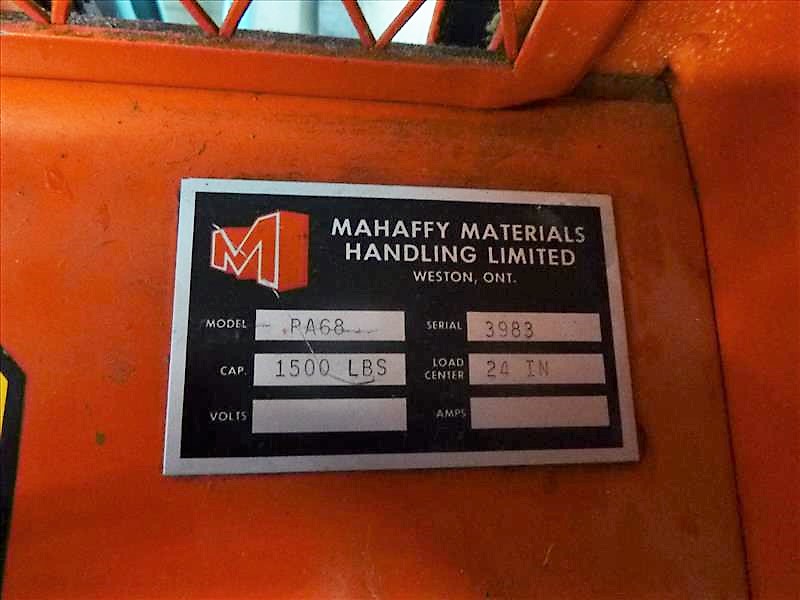 M
MAHAFFY MATERIALS
HANDLING LIMITED
WESTON, ONT.
MODEL PA68 SERIAL 3983
CAP. 1500 LBS LOAD CENTER 24 IN
VOLTS AMPS